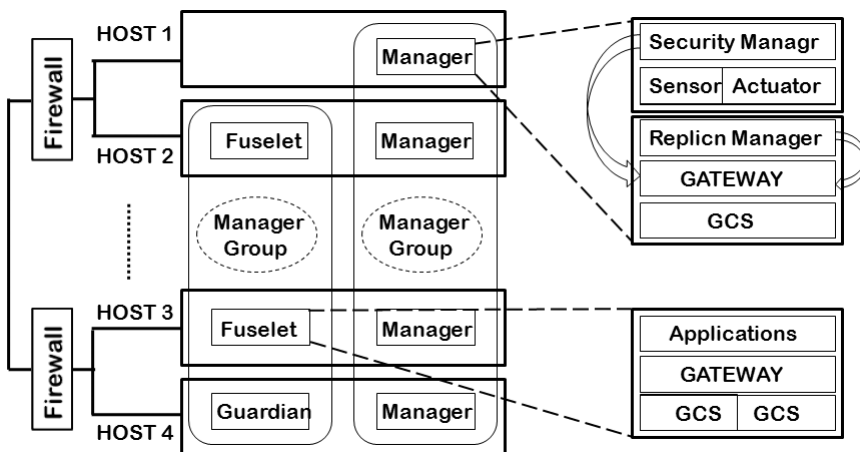 HOST 1
Manager
Firewall
HOST 2
Fuselet
Manager
Manager
Group
Manager
Group
HOST 3
Firewall
Fuselet
Manager
HOST 4
Guardian
Manager
Security Managr
Sensor Actuator
Replicn Manager
GATEWAY
GCS
Applications
GATEWAY
GCS GCS